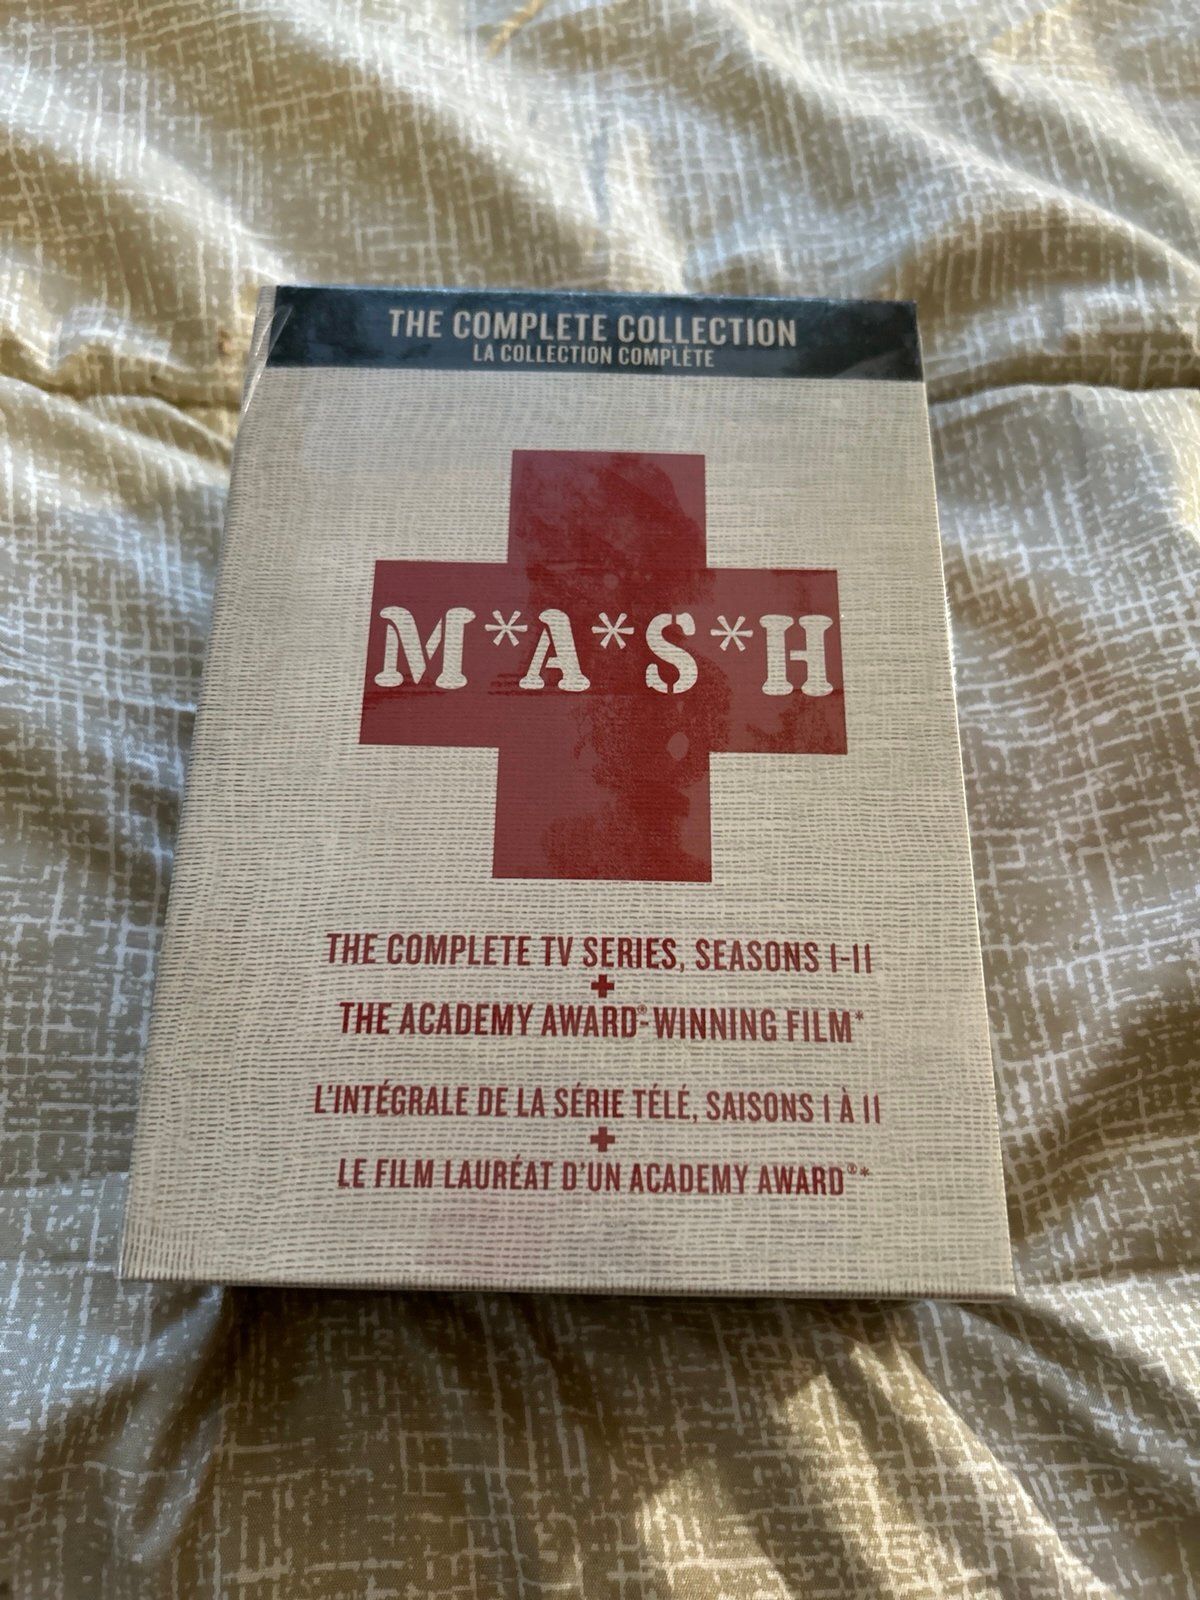 THE COMPLETE COLLECTION
LA COLLECTION COMPLÈTE
M*A*S*H
THE COMPLETE TV SERIES, SEASONS 1-11
+
THE ACADEMY AWARD®-WINNING FILM*
L'INTÉGRALE DE LA SÉRIE TÉLÉ, SAISONS 1 À 11
+
LE FILM LAURÉAT D'UN ACADEMY AWARD®*